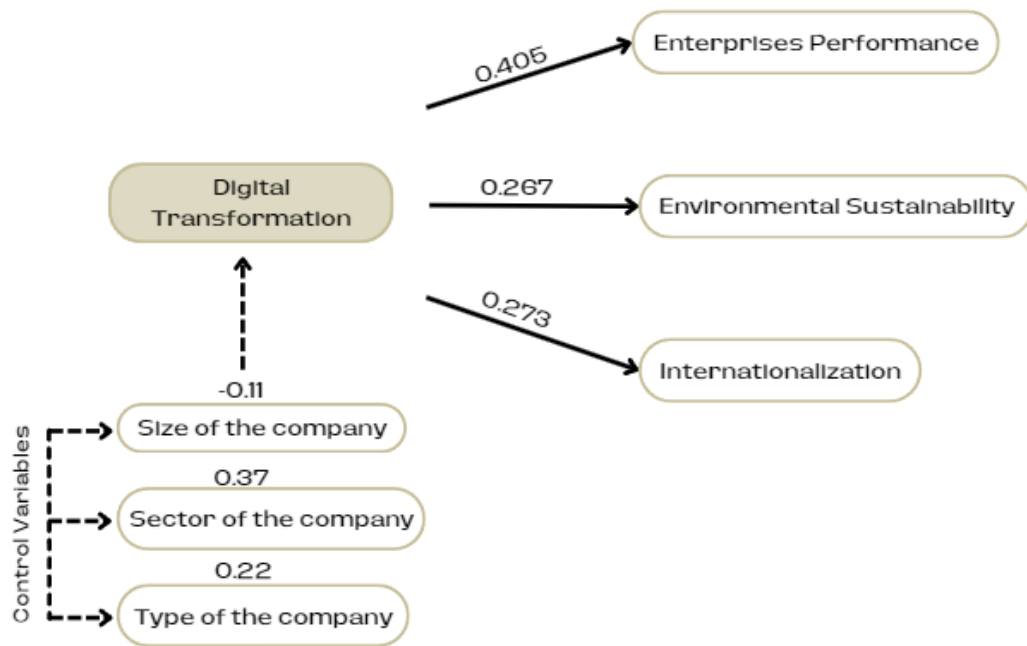 0.405
Enterprises Performance
Digital
Transformation
0.267
Environmental Sustainability
0.273
Internationalization
-0.11
Size of the company
0.37
Sector of the company
0.22
Type of the company
Control Variables